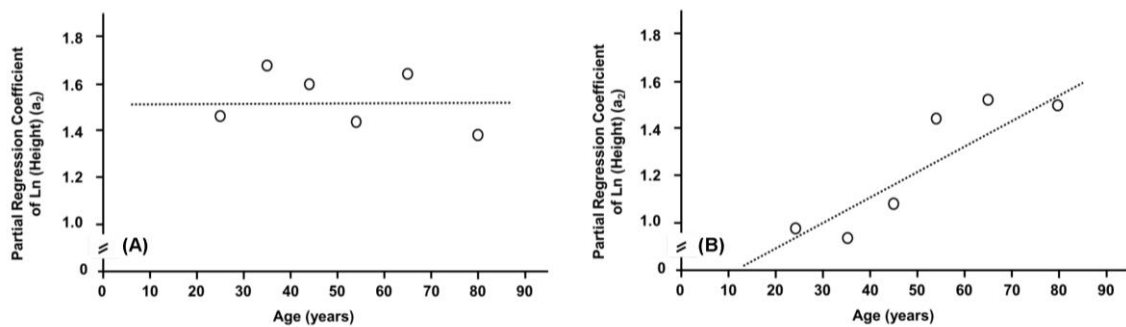 Partial Regression Coefficient
of Ln (Height) (a₂)
1.8
1.6
1.4
1.2
1.0
0
(A)
0 10 20 30 40 50 60 70 80 90
Age (years)
Partial Regression Coefficient
of Ln (Height) (a₂)
1.8
1.6
1.4
1.2
1.0
0
(B)
0 10 20 30 40 50 60 70 80 90
Age (years)